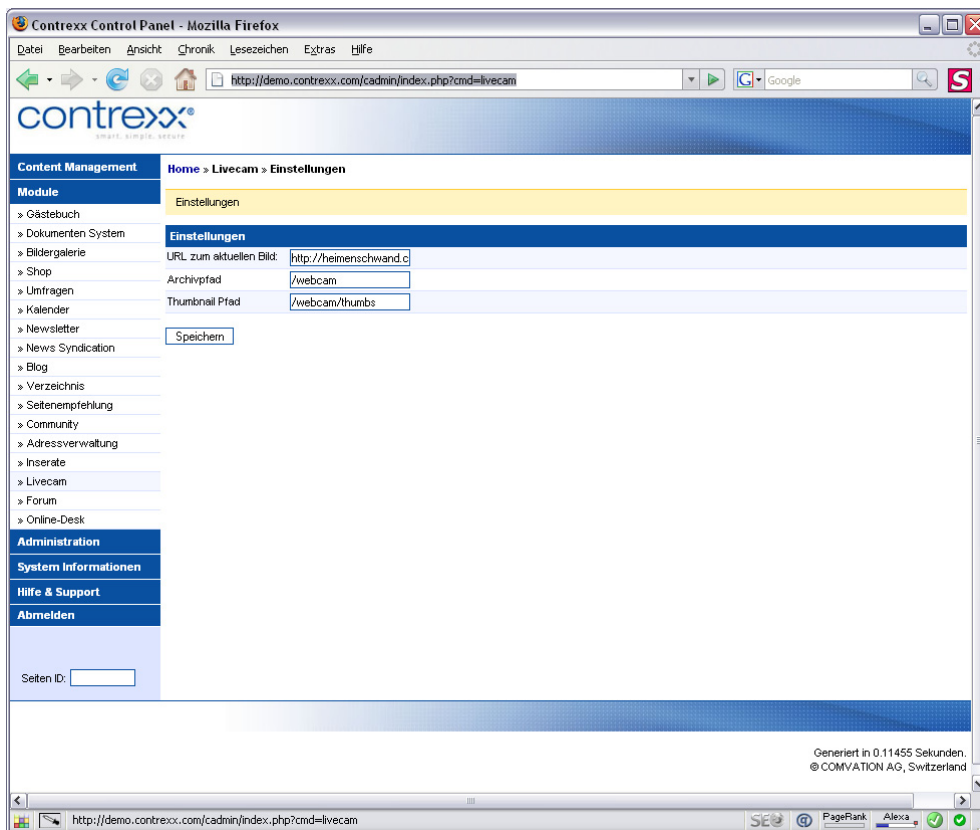 Contrexx Control Panel - Mozilla Firefox
Datei Bearbeiten Ansicht Chronik Lesezeichen Extras Hilfe
http://demo.contrexx.com/cadmin/index.php?cmd=livecam
G Google
S
contrexx®
smart. simple. secure
Content Management
Home » Livecam » Einstellungen
Module
Einstellungen
» Gästebuch
» Dokumenten System
» Bildergalerie
» Shop
» Umfragen
» Kalender
» Newsletter
» News Syndication
» Blog
» Verzeichnis
» Seitenempfehlung
» Community
» Adressverwaltung
» Inserate
» Livecam
» Forum
» Online-Desk
Einstellungen
URL zum aktuellen Bild: http://heimenschwand.c
Archivpfad /webcam
Thumbnail Pfad /webcam/thumbs
Speichern
Administration
System Informationen
Hilfe & Support
Abmelden
Seiten ID:
Generiert in 0.11455 Sekunden.
© COMVATION AG, Switzerland
http://demo.contrexx.com/cadmin/index.php?cmd=livecam SEO @ PageRank Alexa